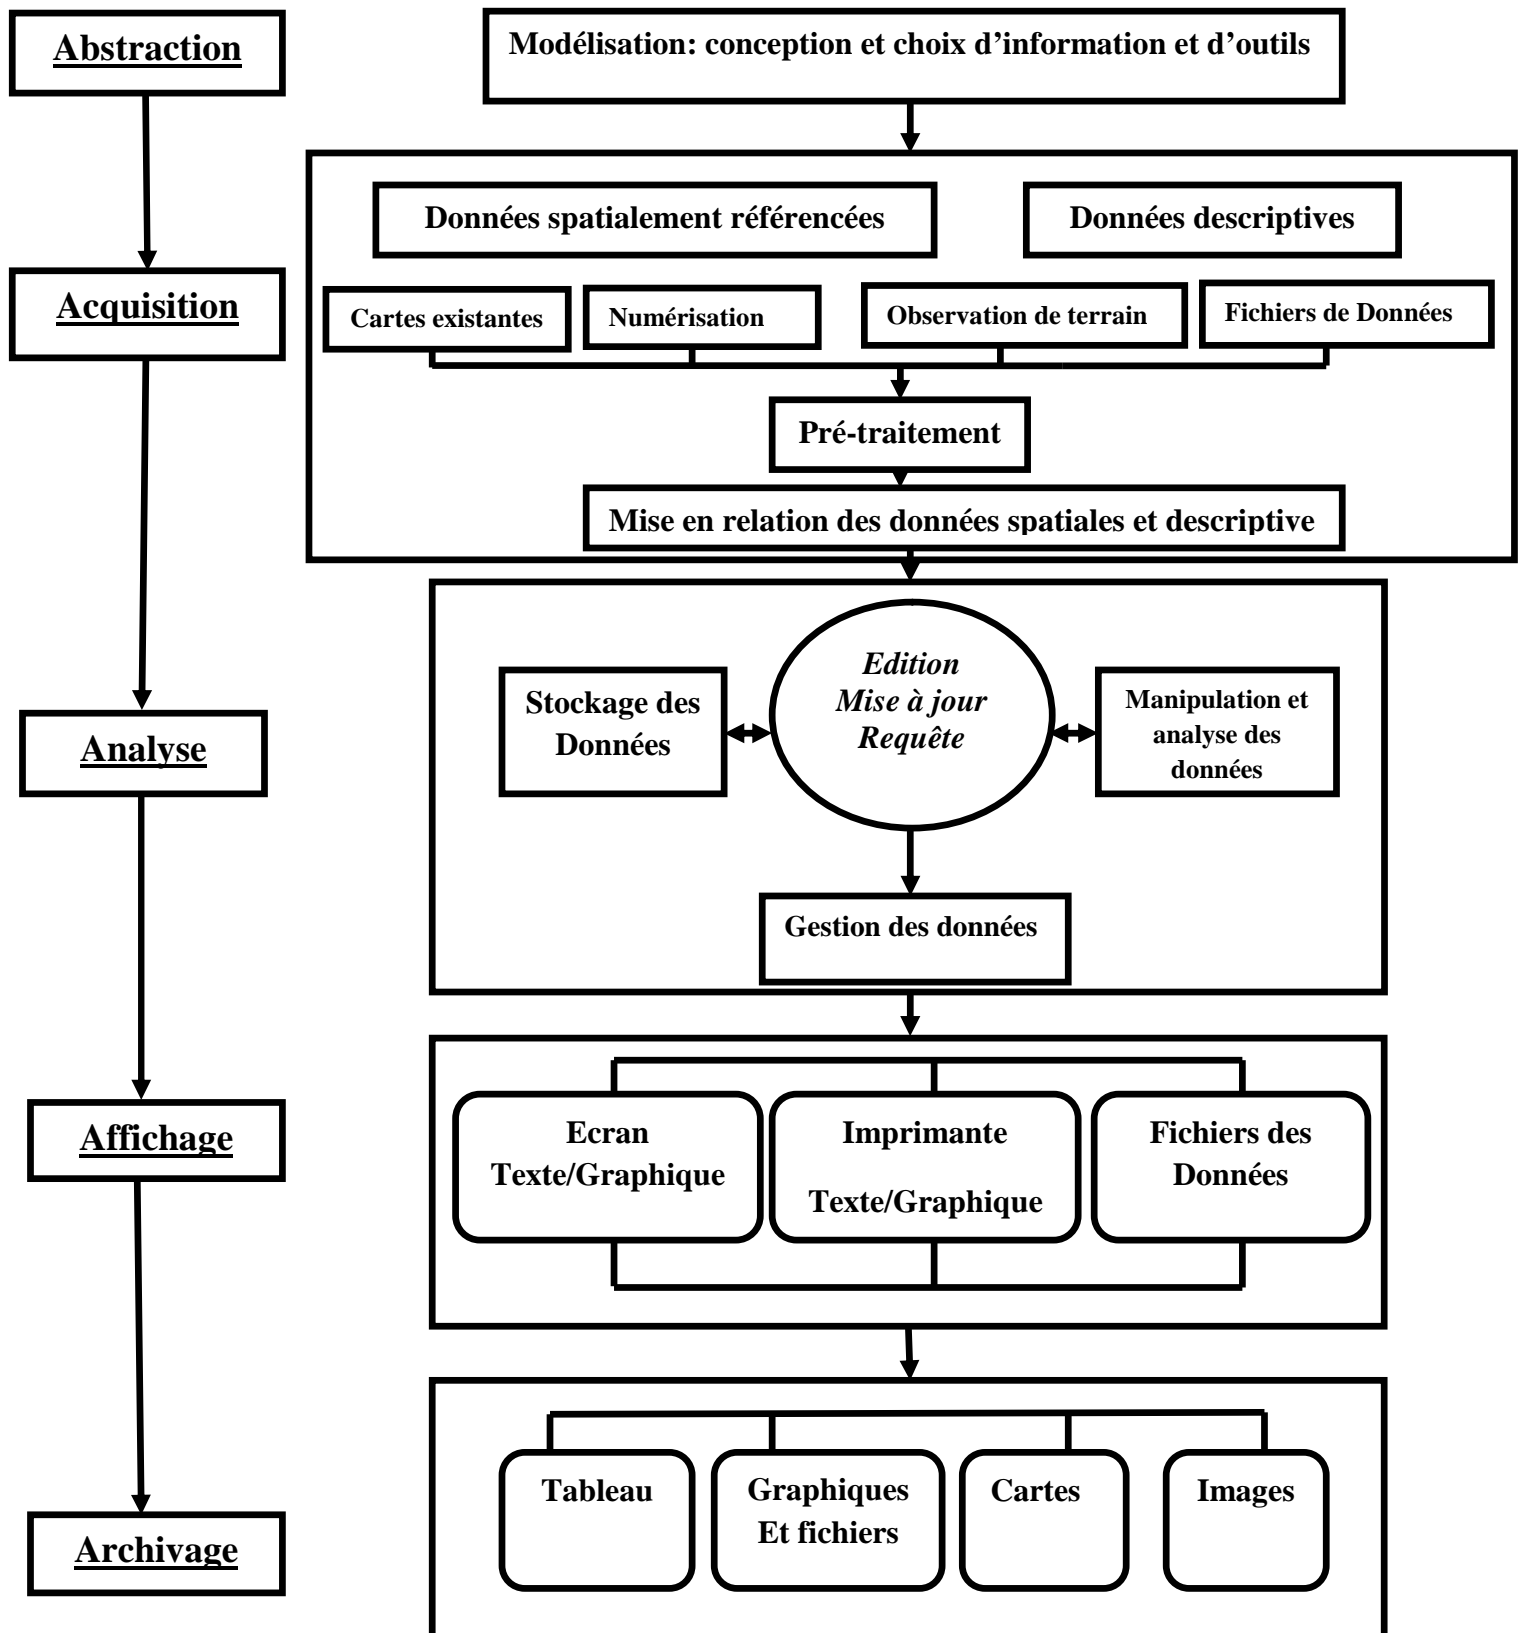 Abstraction
Modélisation: conception et choix d’information et d’outils
Données spatialement référencées
Données descriptives
Acquisition
Cartes existantes
Numérisation
Observation de terrain
Fichiers de Données
Pré-traitement
Mise en relation des données spatiales et descriptive
Analyse
Stockage des
Données
Edition
Mise à jour
Requête
Manipulation et
analyse des
données
Gestion des données
Affichage
Ecran
Texte/Graphique
Imprimante
Texte/Graphique
Fichiers des
Données
Archivage
Tableau
Graphiques
Et fichiers
Cartes
Images